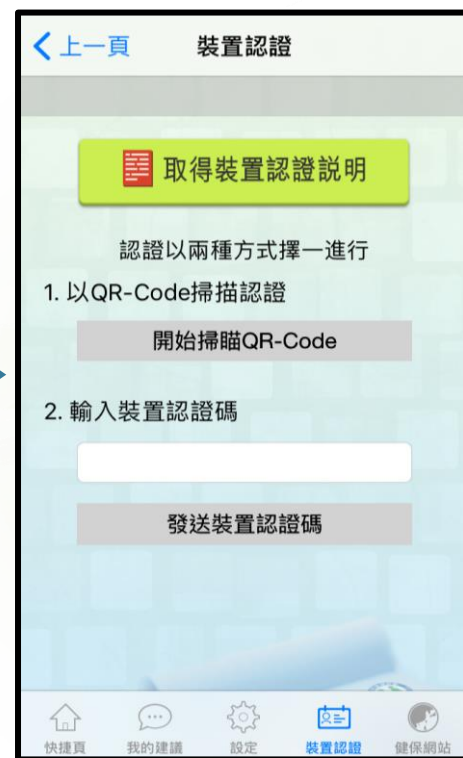 上一頁 裝置認證
取得裝置認證説明
認證以兩種方式擇一進行
1. 以QR-Code掃描認證
開始掃瞄QR-Code
2. 輸入裝置認證碼
發送裝置認證碼
快捷頁 我的建議 設定 裝置認證 健保網站